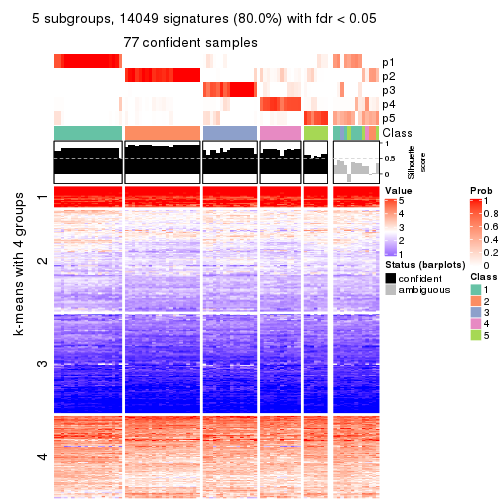 5 subgroups, 14049 signatures (80.0%) with fdr < 0.05
77 confident samples
p1
p2
p3
p4
p5
Class
1
0.5
0
Silhouette
score
k-means with 4 groups
1
2
3
4
Value
5
4
3
2
1
Status (barplots)
confident
ambiguous
Prob
1
0.8
0.6
0.4
0.2
0
Class
1
2
3
4
5